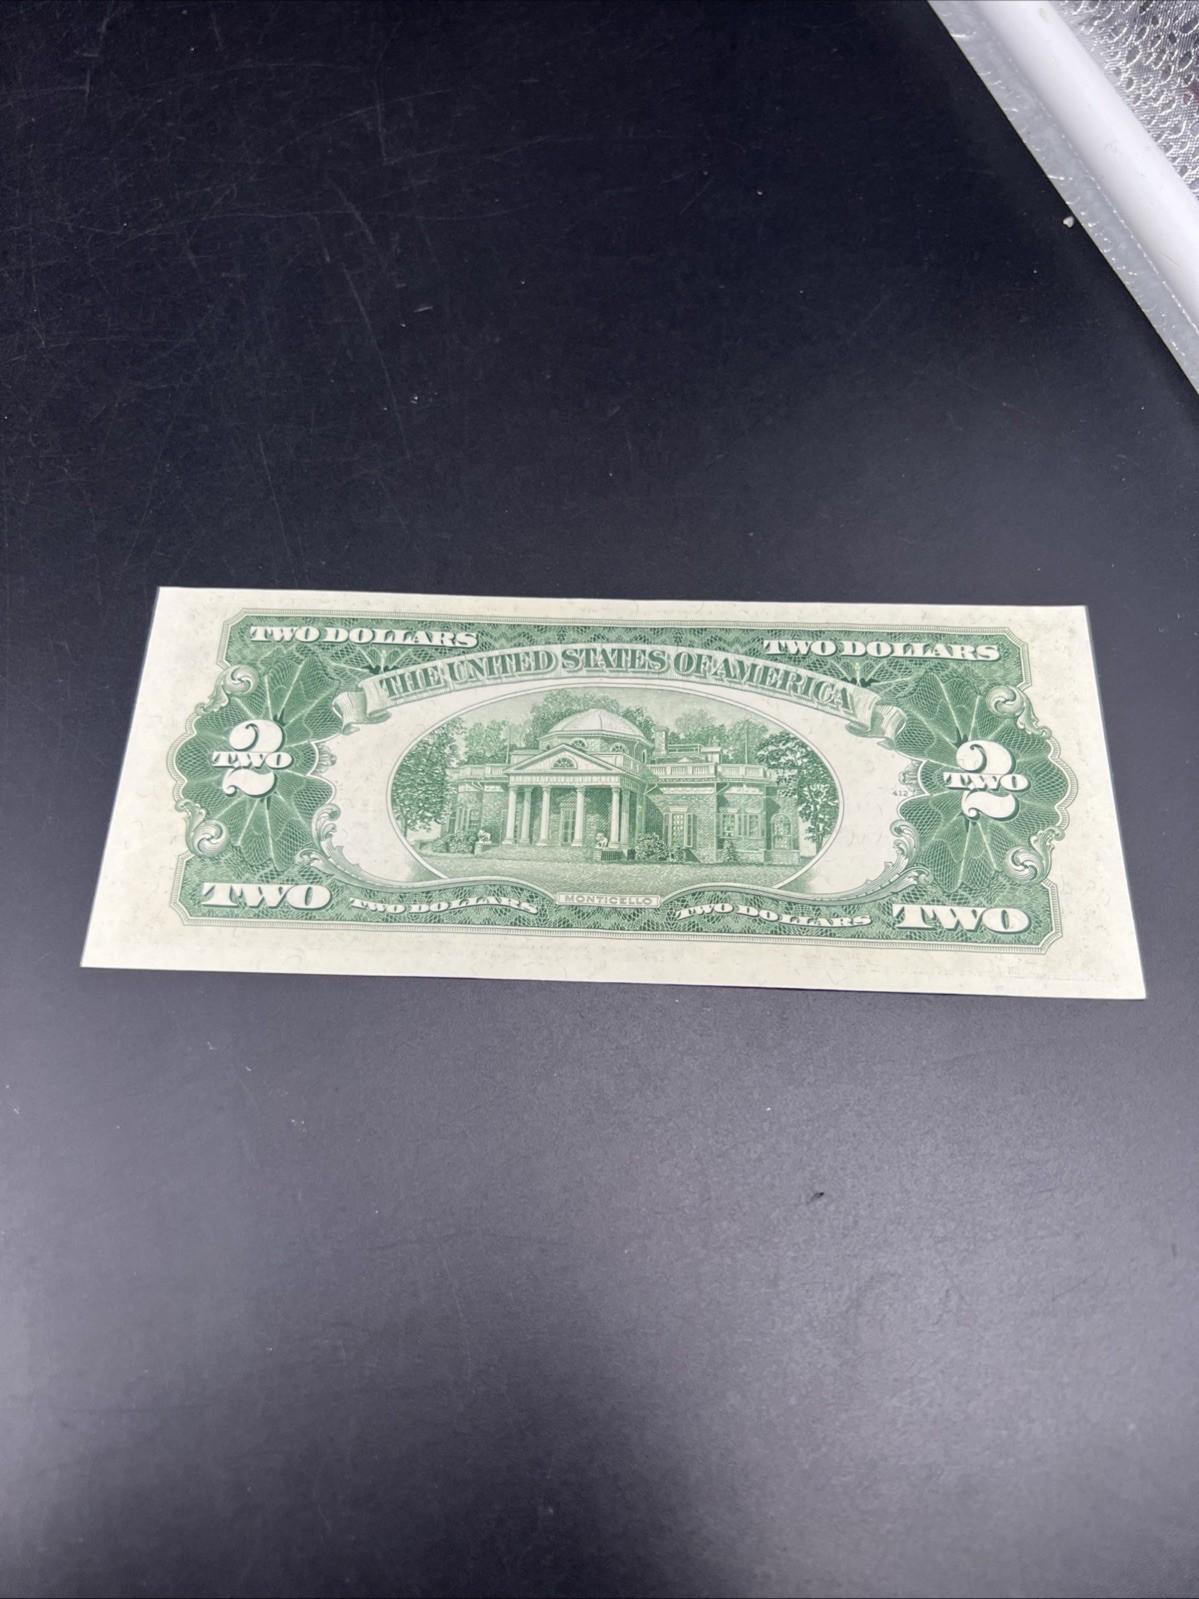 TWO DOLLARS
TWO DOLLARS
THE UNITED STATES OF AMERICA
2
TWO
2
TWO
TWO
TWO DOLLARS
MONTICELLO
TWO DOLLARS
TWO